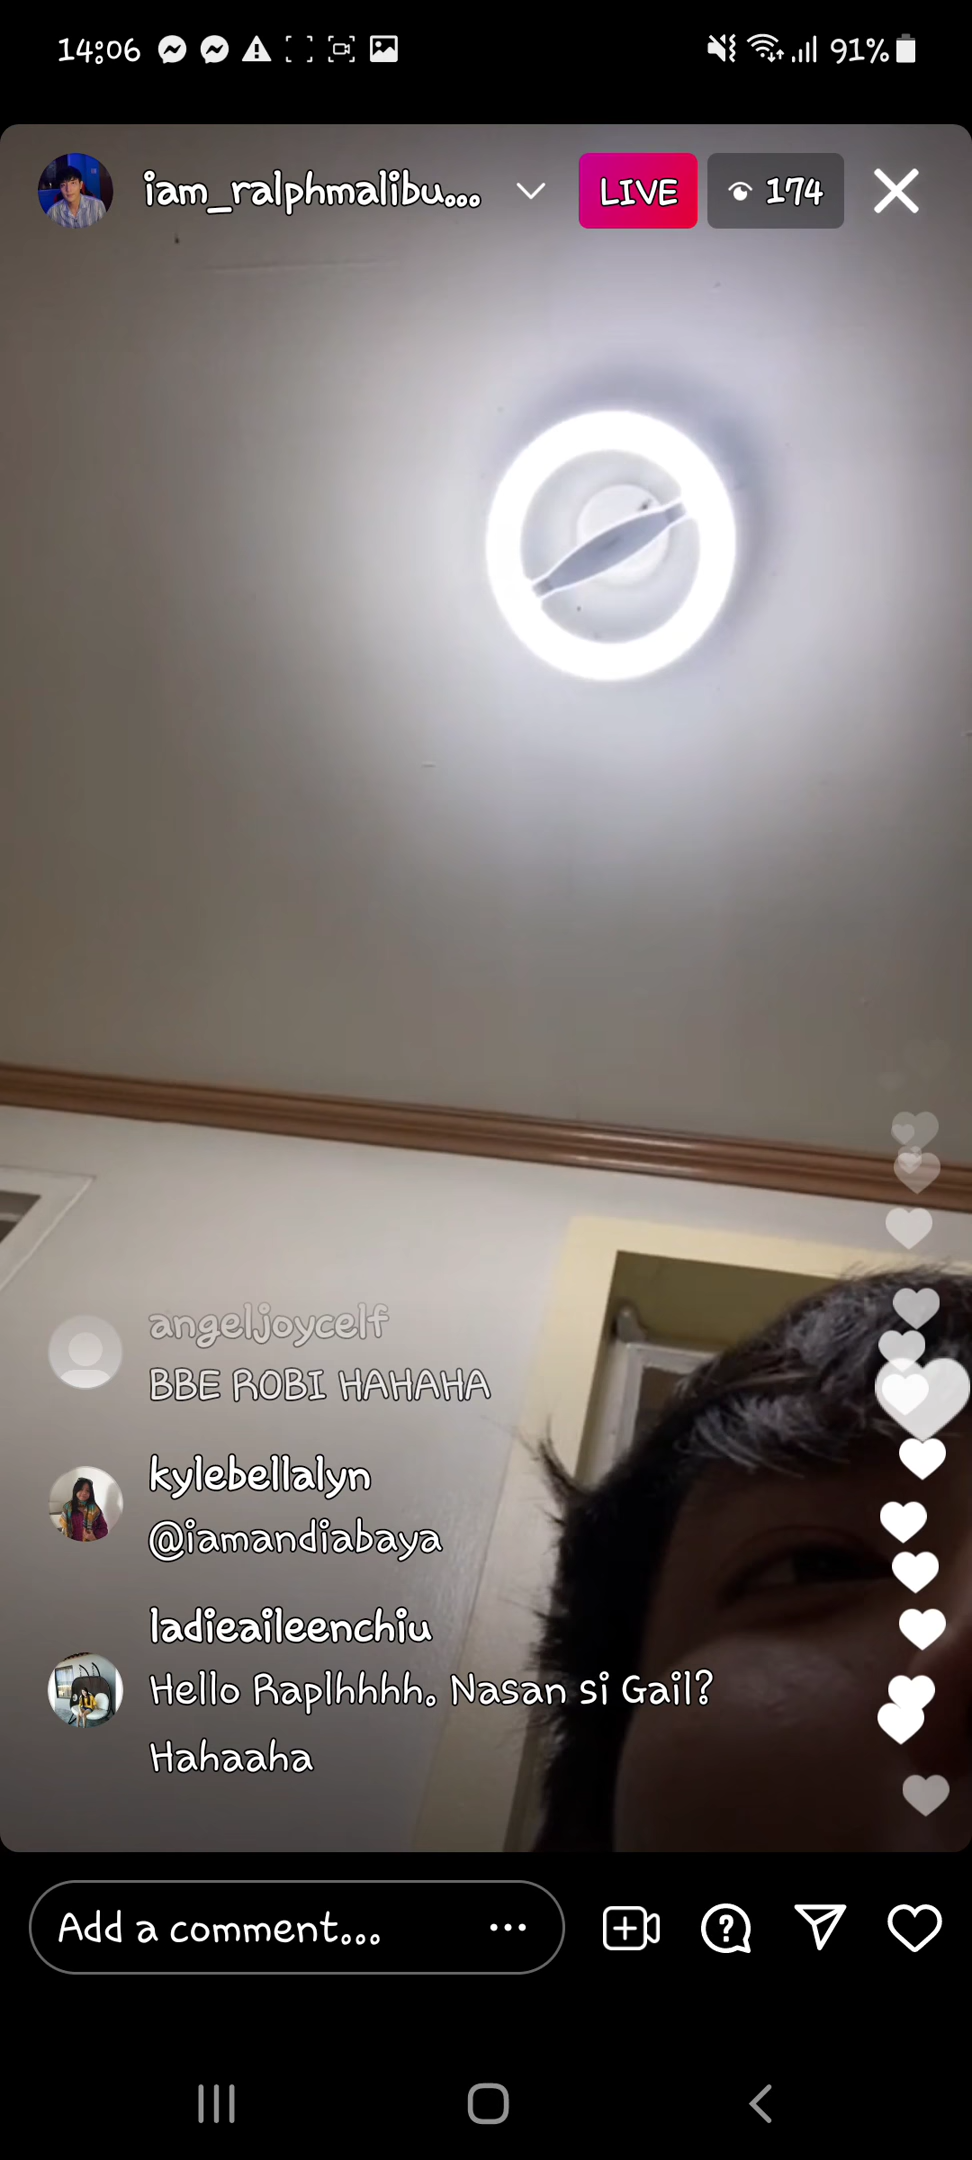 14:06
91%
iam_ralphmalibu...
LIVE
174
angeljoycelf
BBE ROBI HAHAHA
kylebellalyn
@iamandiabaya
ladieaileenchiu
Hello Raplhhhh. Nasan si Gail?
Hahaaha
Add a comment...